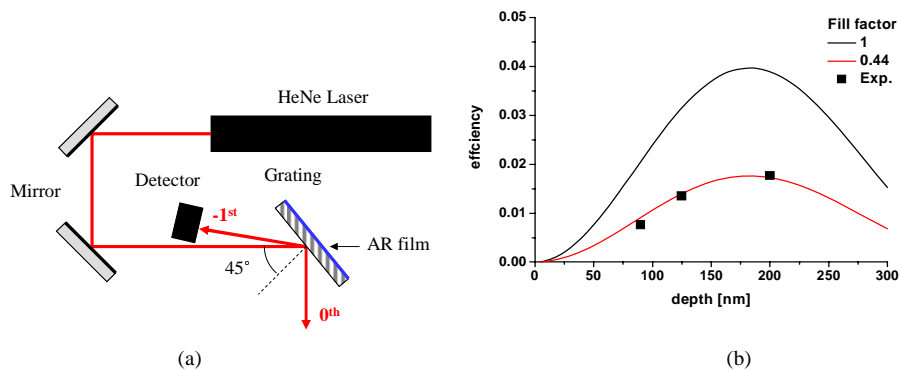 HeNe Laser
Mirror
Detector
Grating
-1st
AR film
45°
0th
(a)
0.05
0.04
0.03
0.02
0.01
0.00
effciency
0 50 100 150 200 250 300
depth [nm]
Fill factor
1
0.44
Exp.
(b)